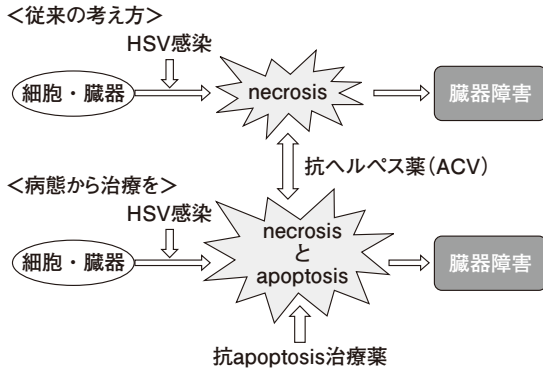 ＜従来の考え方＞
HSV感染
細胞・臓器
necrosis
臓器障害
抗ヘルペス薬（ACV）
＜病態から治療を＞
HSV感染
細胞・臓器
necrosis
と
apoptosis
臓器障害
抗apoptosis治療薬